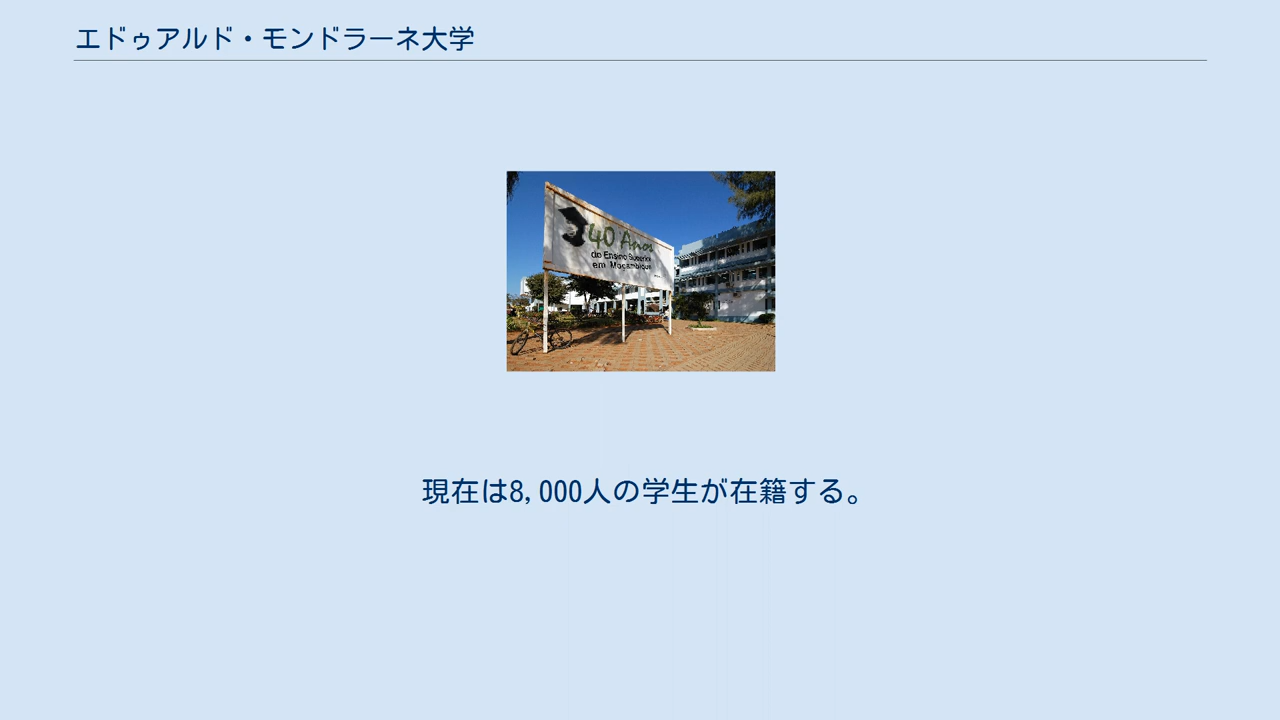 エドゥアルド・モンドラーネ大学
40 Anos
do Ensino Superior
em Moçambique
現在は8,000人の学生が在籍する。